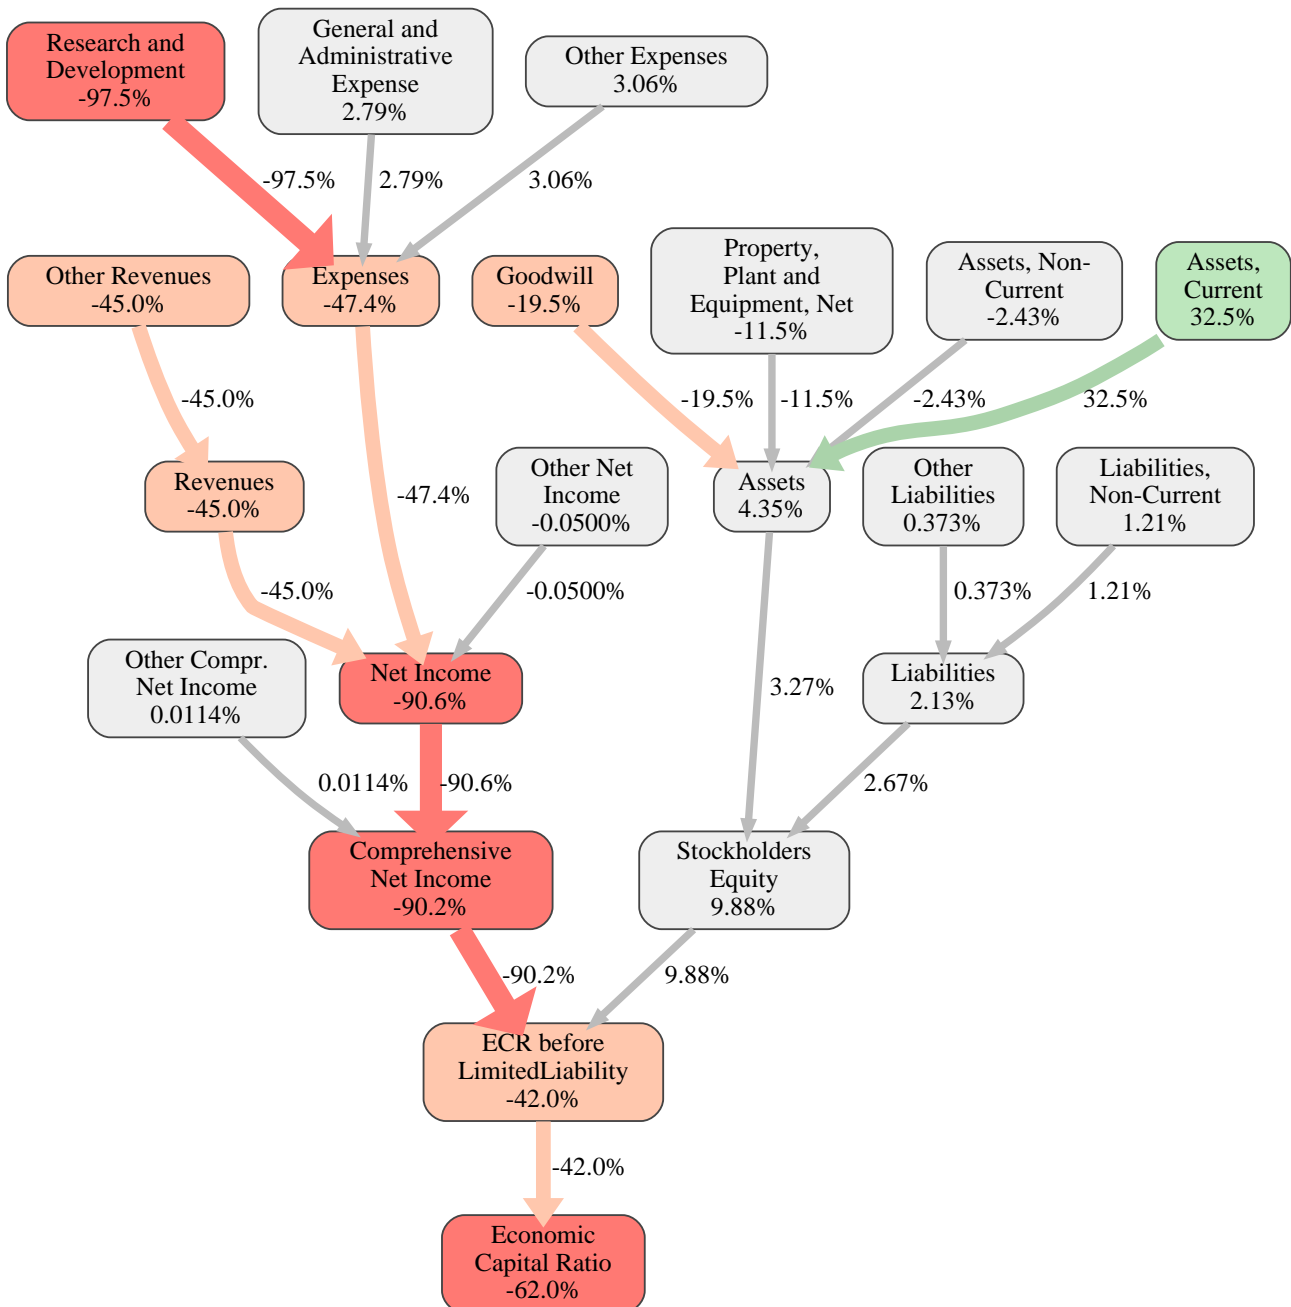 Research and
Development
-97.5%
General and
Administrative
Expense
2.79%
Other Expenses
3.06%
-97.5%
2.79%
3.06%
Other Revenues
-45.0%
Expenses
-47.4%
Goodwill
-19.5%
Property,
Plant and
Equipment, Net
-11.5%
Assets, Non-
Current
-2.43%
Assets,
Current
32.5%
-45.0%
-19.5%
-11.5%
-2.43%
32.5%
Revenues
-45.0%
-47.4%
Other Net
Income
-0.0500%
Assets
4.35%
Other
Liabilities
0.373%
Liabilities,
Non-Current
1.21%
-45.0%
-0.0500%
0.373%
1.21%
Other Compr.
Net Income
0.0114%
Net Income
-90.6%
3.27%
Liabilities
2.13%
0.0114%
-90.6%
2.67%
Comprehensive
Net Income
-90.2%
Stockholders
Equity
9.88%
-90.2%
9.88%
ECR before
LimitedLiability
-42.0%
-42.0%
Economic
Capital Ratio
-62.0%